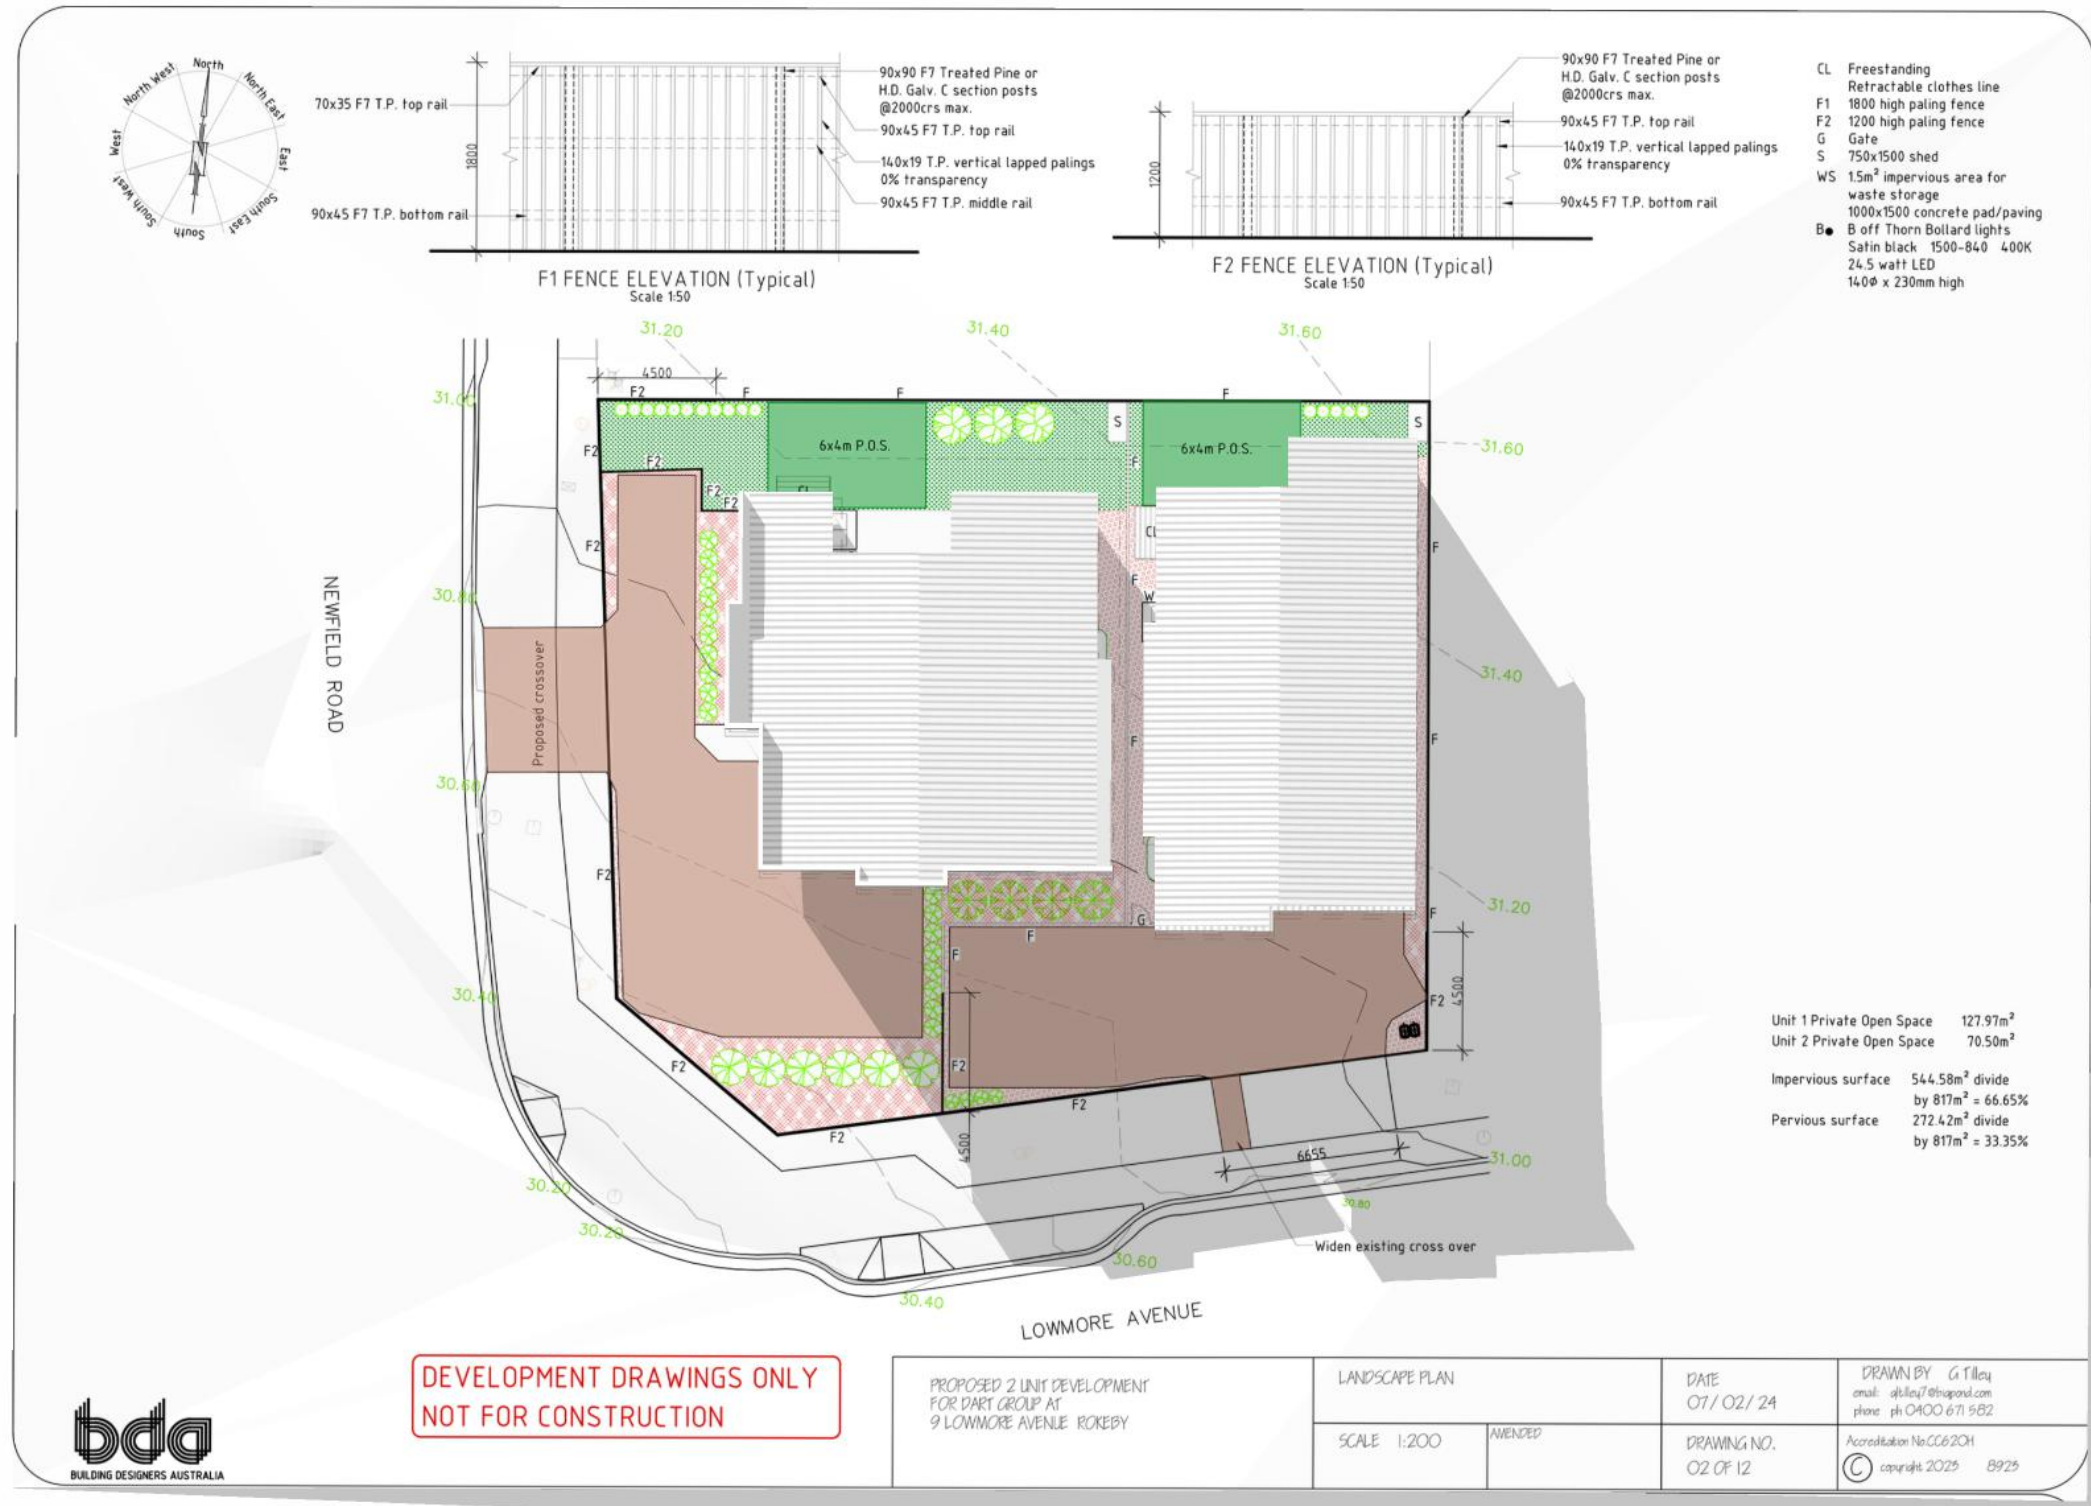 North
North West
North East
West
East
South West
South East
South
70x35 F7 T.P. top rail
1800
90x45 F7 T.P. bottom rail
90x90 F7 Treated Pine or
H.D. Galv. C section posts
@2000crs max.
90x45 F7 T.P. top rail
140x19 T.P. vertical lapped palings
0% transparency
90x45 F7 T.P. middle rail
F1 FENCE ELEVATION (Typical)
Scale 1:50
1200
90x90 F7 Treated Pine or
H.D. Galv. C section posts
@2000crs max.
90x45 F7 T.P. top rail
140x19 T.P. vertical lapped palings
0% transparency
90x45 F7 T.P. bottom rail
F2 FENCE ELEVATION (Typical)
Scale 1:50
CL Freestanding
Retractable clothes line
F1 1800 high paling fence
F2 1200 high paling fence
G Gate
S 750x1500 shed
WS 1.5m² impervious area for
waste storage
1000x1500 concrete pad/paving
B● B off Thorn Bollard lights
Satin black 1500-840 400K
24.5 watt LED
140Ø x 230mm high
31.20
31.40
31.60
4500
31.00
F2
F
F
F
F2
F2
6x4m P.O.S.
S
6x4m P.O.S.
S
31.60
F
F2
F2
CL
F2
F
F
F
W
NEWFIELD ROAD
30.80
Proposed crossover
31.40
F
F
30.60
F2
31.20
G
F
F
F
30.40
F2
4500
F2
F2
F2
F2
4500
6655
31.00
30.20
30.20
30.80
30.60
30.40
Widen existing cross over
LOWMORE AVENUE
Unit 1 Private Open Space 127.97m²
Unit 2 Private Open Space 70.50m²
Impervious surface 544.58m² divide
by 817m² = 66.65%
Pervious surface 272.42m² divide
by 817m² = 33.35%
bda
BUILDING DESIGNERS AUSTRALIA
DEVELOPMENT DRAWINGS ONLY
NOT FOR CONSTRUCTION
PROPOSED 2 UNIT DEVELOPMENT
FOR DART GROUP AT
9 LOWMORE AVENUE ROKEBY
LANDSCAPE PLAN
SCALE 1:200
AMENDED
DATE
07/02/24
DRAWING NO.
02 OF 12
DRAWN BY G Tilley
email:
phone ph 0400 671 582
Accreditation No.CC620H
© copyright 2023 8923